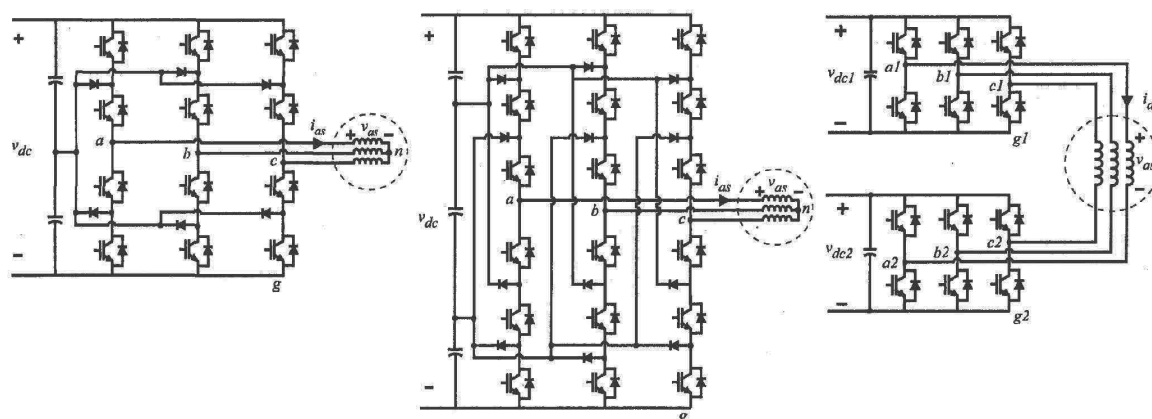 +
v_dc
−
a
b
c
g
i_as
+ v_as −
n
+
v_dc
−
a
b
c
g
i_as
+ v_as −
n
+
v_dc1
−
a1
b1
c1
g1
+
v_dc2
−
a2
b2
c2
g2
+
−